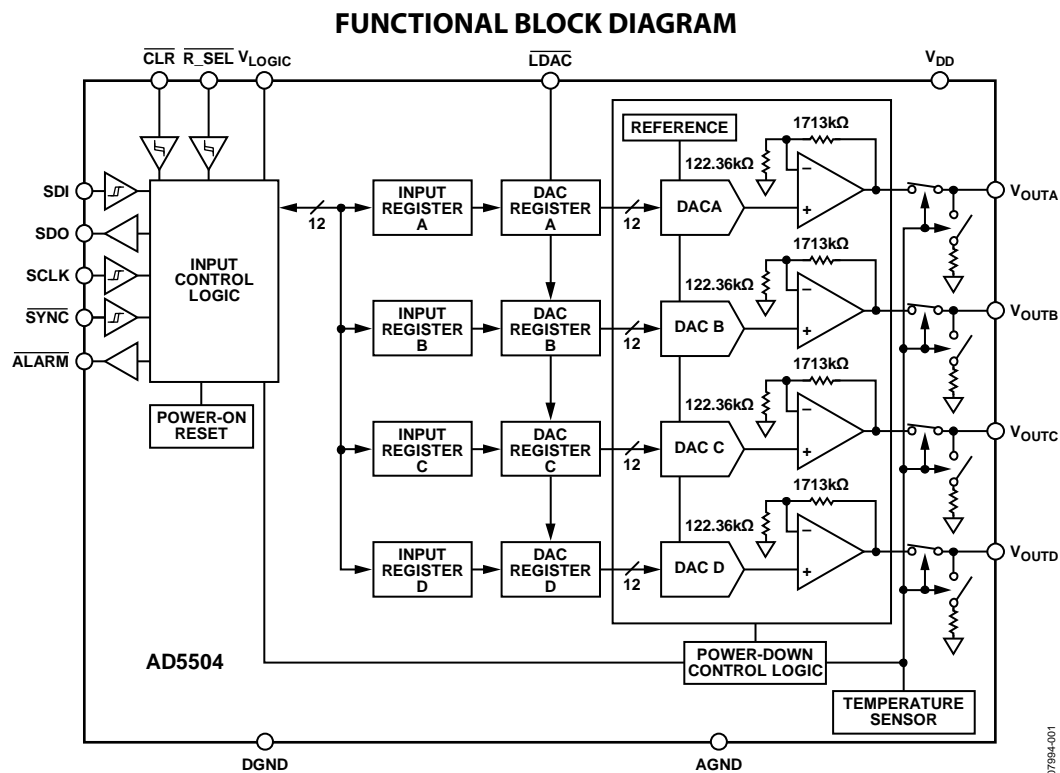 FUNCTIONAL BLOCK DIAGRAM
CLR R_SEL VLOGIC LDAC VDD
REFERENCE
1713kΩ
122.36kΩ
SDI
SDO
SCLK
SYNC
ALARM
INPUT
CONTROL
LOGIC
POWER-ON
RESET
12
INPUT
REGISTER
A
DAC
REGISTER
A
12
DACA
VOUTA
1713kΩ
122.36kΩ
INPUT
REGISTER
B
DAC
REGISTER
B
12
DAC B
VOUTB
1713kΩ
122.36kΩ
INPUT
REGISTER
C
DAC
REGISTER
C
12
DAC C
VOUTC
1713kΩ
122.36kΩ
INPUT
REGISTER
D
DAC
REGISTER
D
12
DAC D
VOUTD
− +
− +
− +
− +
AD5504
POWER-DOWN
CONTROL LOGIC
TEMPERATURE
SENSOR
DGND AGND
07994-001